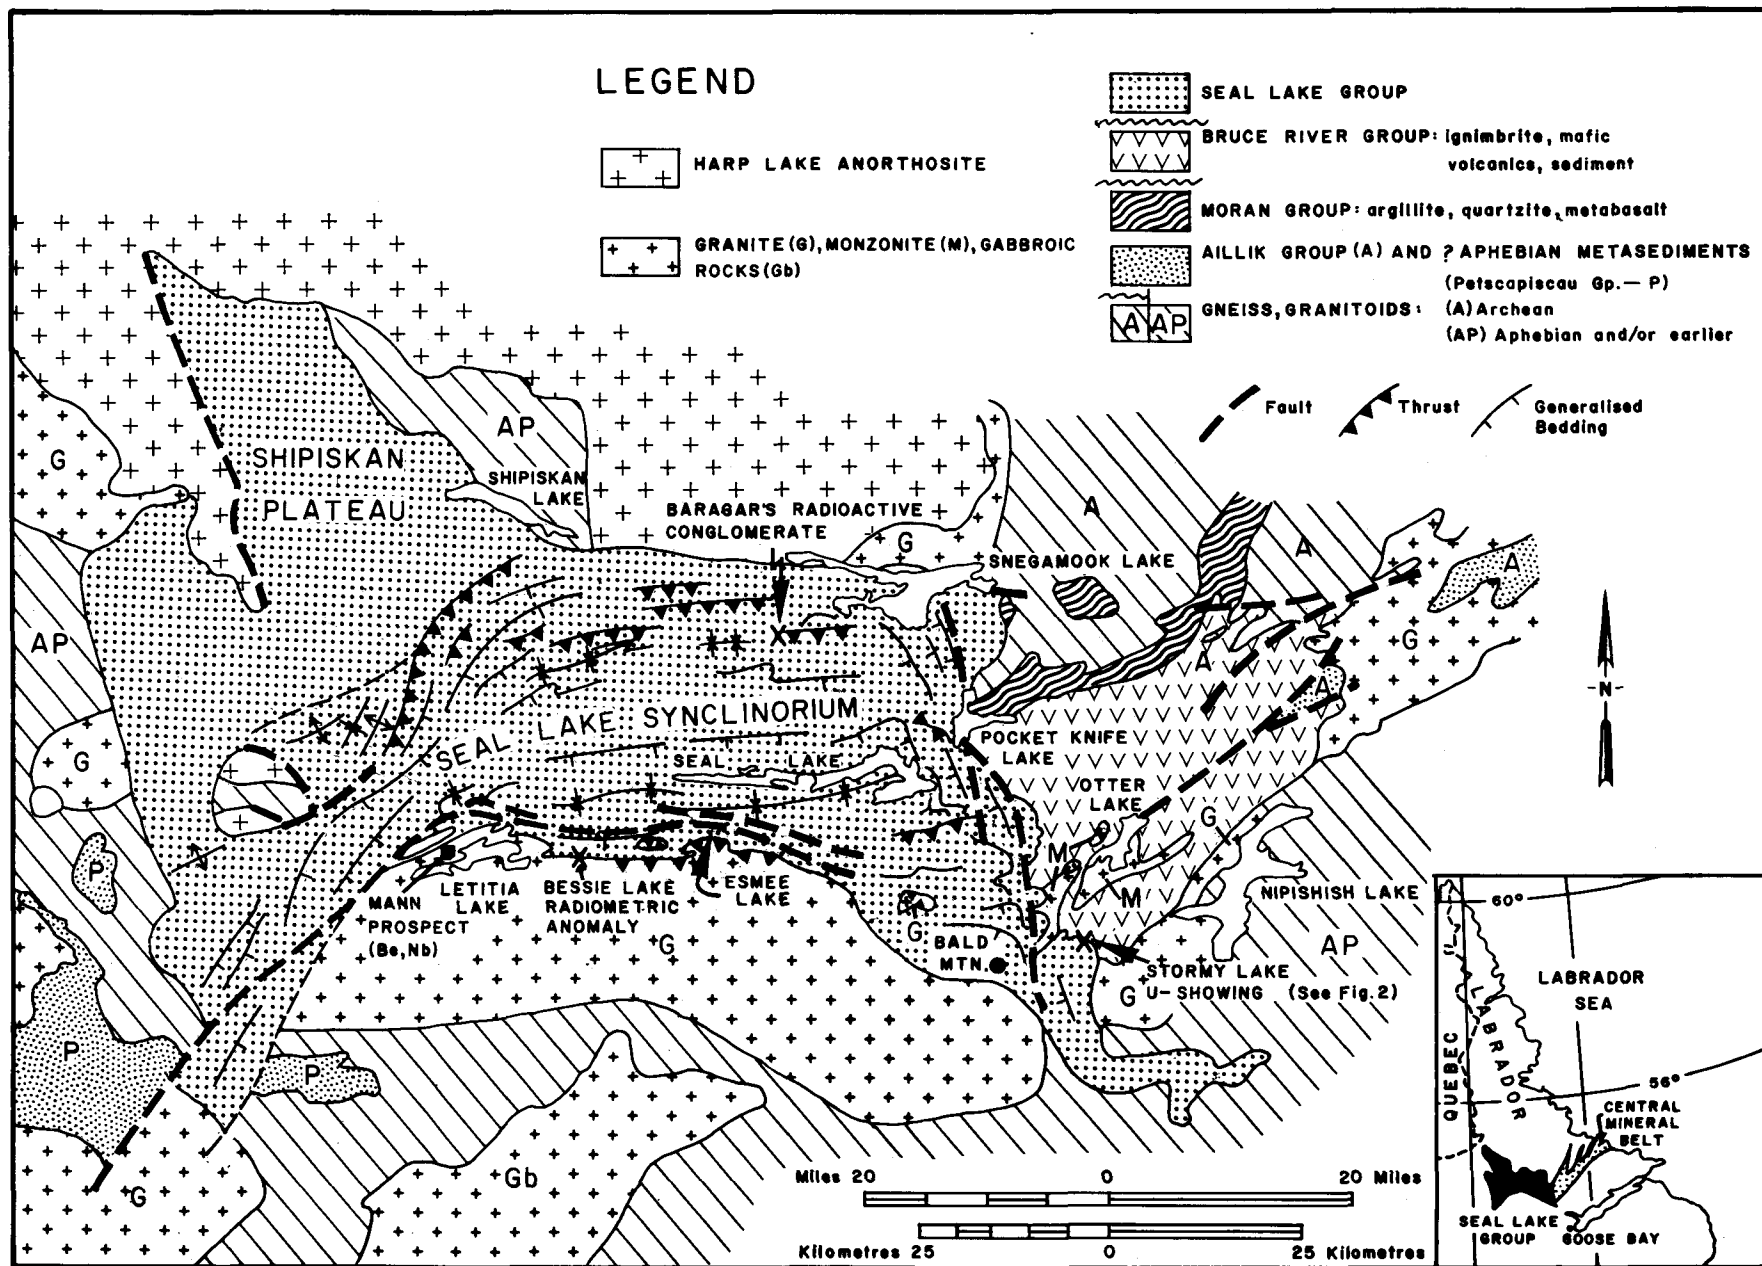 LEGEND
HARP LAKE ANORTHOSITE
GRANITE (G), MONZONITE (M), GABBROIC
ROCKS (Gb)
SEAL LAKE GROUP
BRUCE RIVER GROUP: ignimbrite, mafic
volcanics, sediment
MORAN GROUP: argillite, quartzite, metabasalt
AILLIK GROUP (A) AND ? APHEBIAN METASEDIMENTS
(Petscapiscau Gp.— P)
A AP
GNEISS, GRANITOIDS: (A) Archean
(AP) Aphebian and/or earlier
Fault
Thrust
Generalised
Bedding
AP
G
SHIPISKAN
PLATEAU
SHIPISKAN
LAKE
BARAGAR'S RADIOACTIVE
CONGLOMERATE
A
G
SNEGAMOOK LAKE
A
A
AP
G
A
A
SEAL LAKE SYNCLINORIUM
POCKET KNIFE
LAKE
G
SEAL LAKE
OTTER
LAKE
G
M
P
MANN
PROSPECT
(Be, Nb)
LETITIA
LAKE
BESSIE LAKE
RADIOMETRIC
ANOMALY
ESMEE
LAKE
M
NIPISHISH LAKE
G
G
BALD
MTN.
AP
STORMY LAKE
U-SHOWING (See Fig. 2)
G
P
P
Gb
G
-N-
Miles 20 0 20 Miles
Kilometres 25 0 25 Kilometres
60°
QUEBEC
LABRADOR
LABRADOR
SEA
56°
CENTRAL
MINERAL
BELT
SEAL LAKE
GROUP
GOOSE BAY